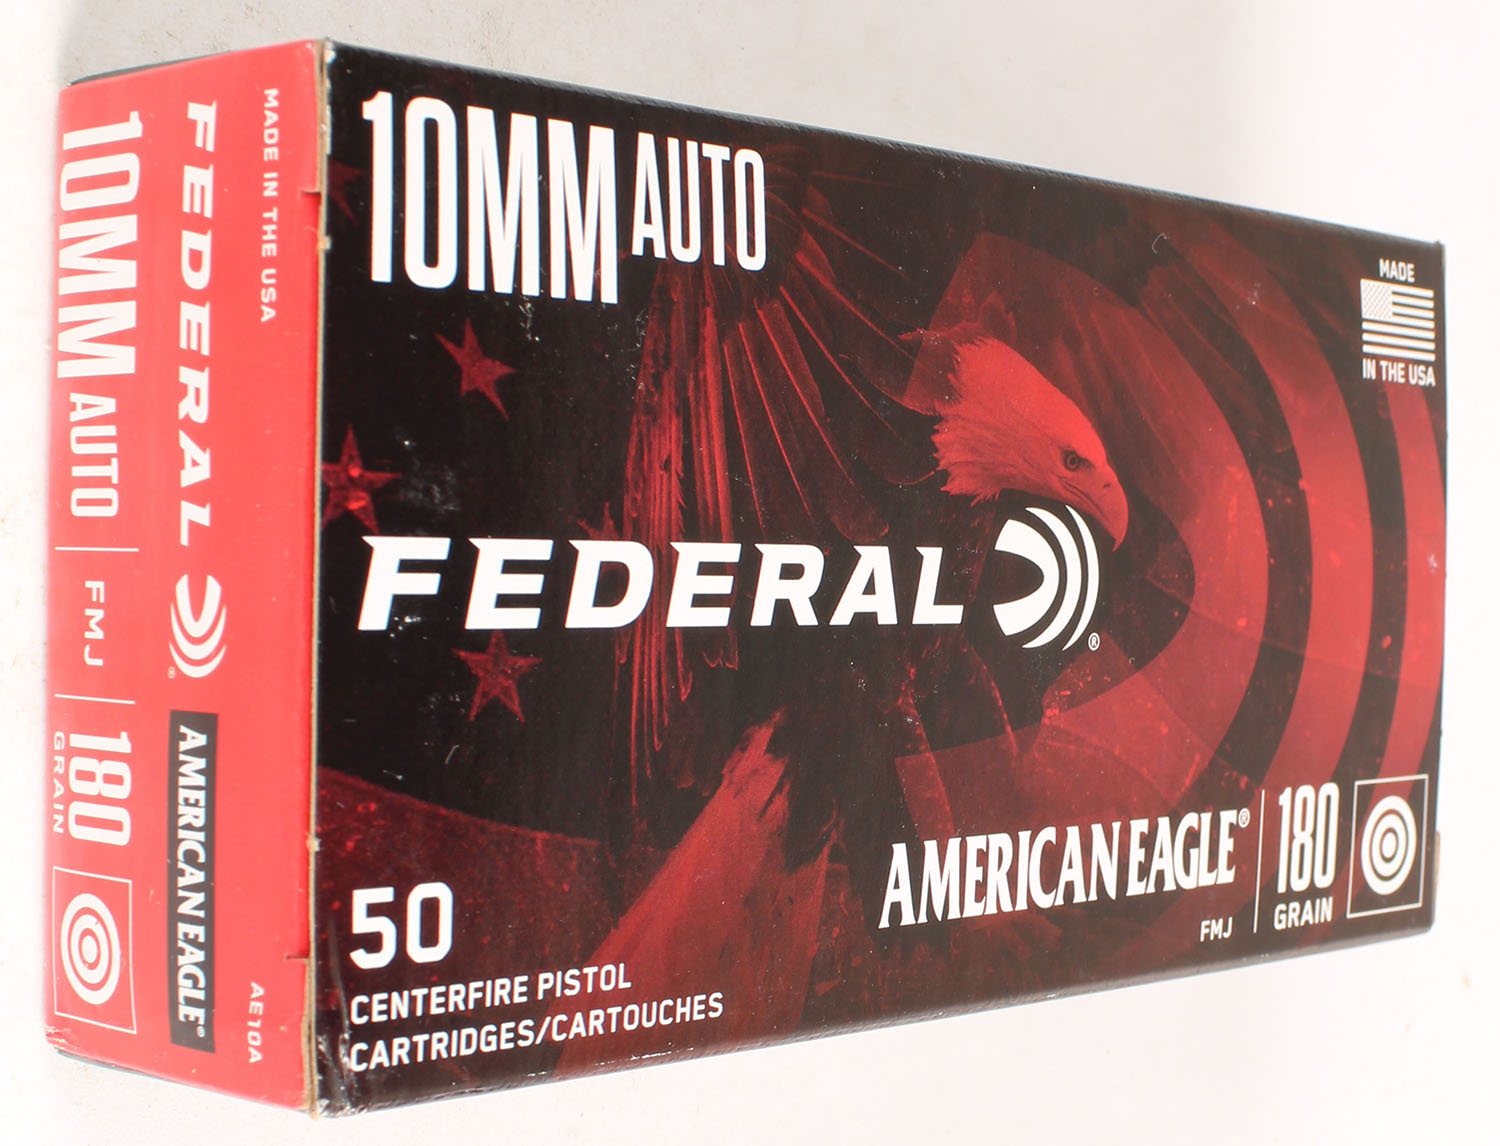 10MM AUTO
MADE
IN THE USA
FEDERAL®
50
CENTERFIRE PISTOL
CARTRIDGES/CARTOUCHES
AMERICAN EAGLE®
FMJ
180
GRAIN
MADE IN THE USA
AE10A
FEDERAL® AMERICAN EAGLE®
10MM AUTO FMJ 180
GRAIN